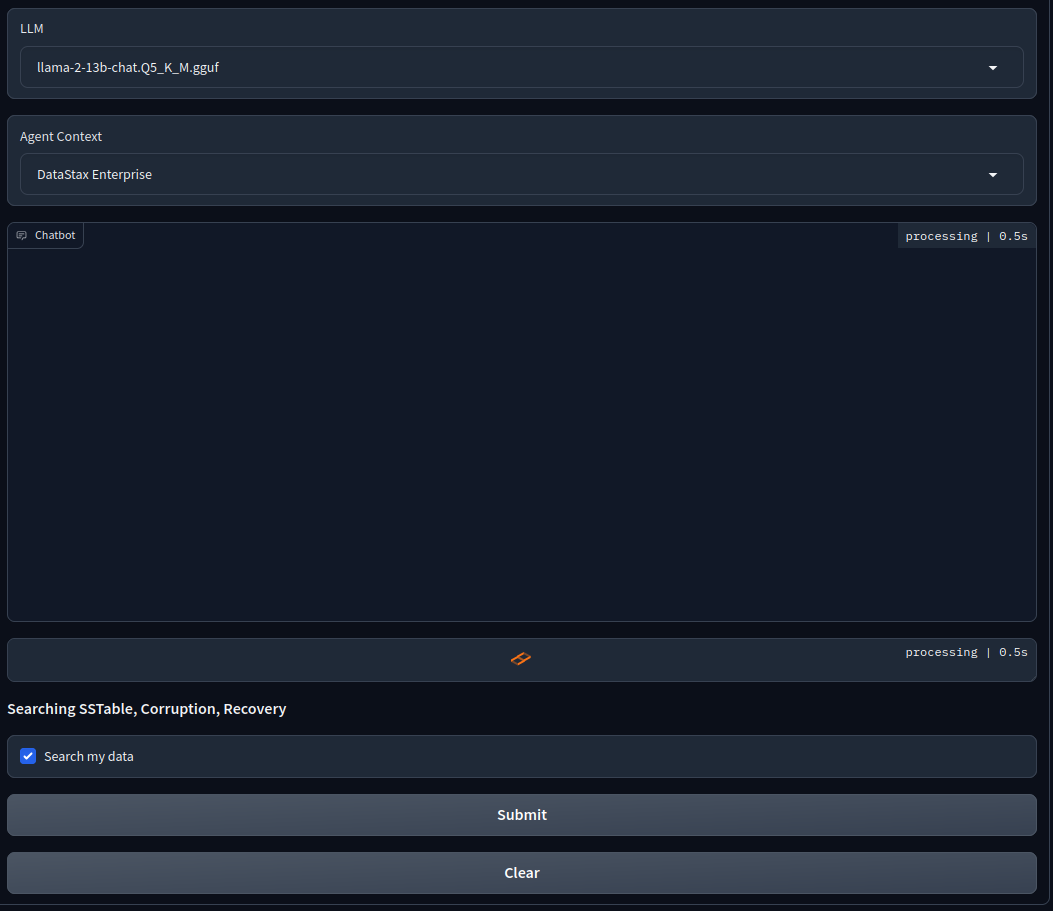 LLM
llama-2-13b-chat.Q5_K_M.gguf
Agent Context
DataStax Enterprise
Chatbot
processing | 0.5s
processing | 0.5s
Searching SSTable, Corruption, Recovery
Search my data
Submit
Clear